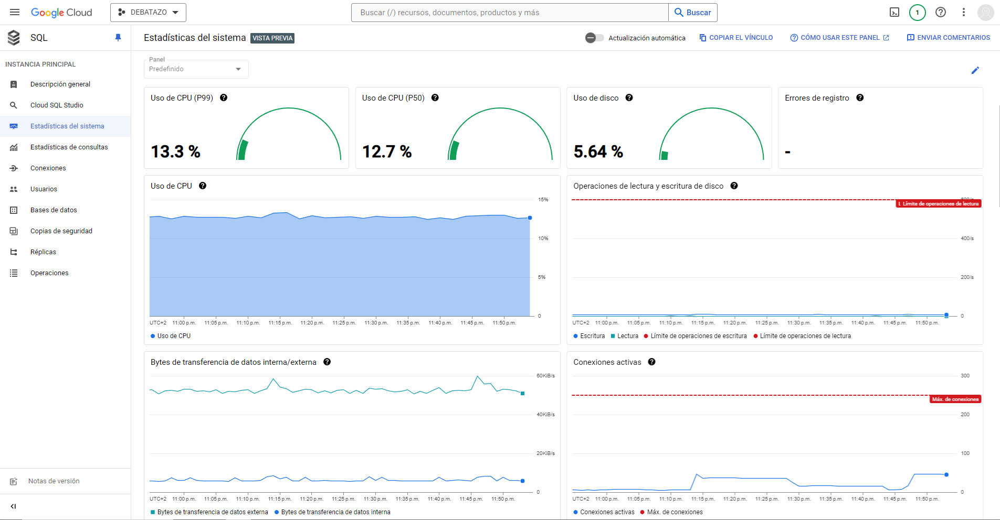 Google Cloud
DEBATAZO
Buscar (/) recursos, documentos, productos y más
Buscar
1
SQL
Estadísticas del sistema
VISTA PREVIA
Actualización automática
COPIAR EL VÍNCULO
CÓMO USAR ESTE PANEL
ENVIAR COMENTARIOS
INSTANCIA PRINCIPAL
Descripción general
Cloud SQL Studio
Estadísticas del sistema
Estadísticas de consultas
Conexiones
Usuarios
Bases de datos
Copias de seguridad
Réplicas
Operaciones
Notas de versión
Panel
Predefinido
Uso de CPU (P99)
13.3 %
Uso de CPU (P50)
12.7 %
Uso de disco
5.64 %
Errores de registro
-
Uso de CPU
15%
10%
5%
0
UTC+2 11:00 p.m. 11:05 p.m. 11:10 p.m. 11:15 p.m. 11:20 p.m. 11:25 p.m. 11:30 p.m. 11:35 p.m. 11:40 p.m. 11:45 p.m. 11:50 p.m.
Uso de CPU
Operaciones de lectura y escritura de disco
Límite de operaciones de lectura
400/s
200/s
0
UTC+2 11:00 p.m. 11:05 p.m. 11:10 p.m. 11:15 p.m. 11:20 p.m. 11:25 p.m. 11:30 p.m. 11:35 p.m. 11:40 p.m. 11:45 p.m. 11:50 p.m.
Escritura Lectura Límite de operaciones de escritura Límite de operaciones de lectura
Bytes de transferencia de datos interna/externa
60KiB/s
40KiB/s
20KiB/s
0
UTC+2 11:00 p.m. 11:05 p.m. 11:10 p.m. 11:15 p.m. 11:20 p.m. 11:25 p.m. 11:30 p.m. 11:35 p.m. 11:40 p.m. 11:45 p.m. 11:50 p.m.
Bytes de transferencia de datos externa Bytes de transferencia de datos interna
Conexiones activas
300
Máx. de conexiones
200
100
0
UTC+2 11:00 p.m. 11:05 p.m. 11:10 p.m. 11:15 p.m. 11:20 p.m. 11:25 p.m. 11:30 p.m. 11:35 p.m. 11:40 p.m. 11:45 p.m. 11:50 p.m.
Conexiones activas Máx. de conexiones